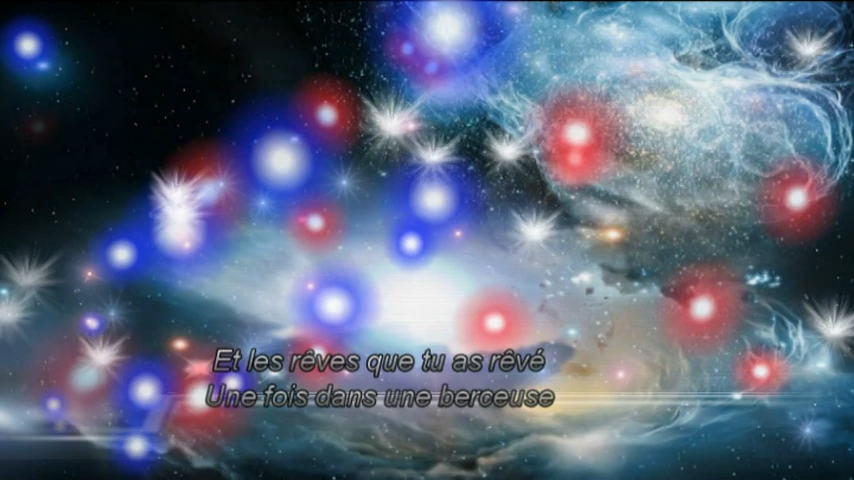 Et les rêves que tu as rêvé
Une fois dans une berceuse